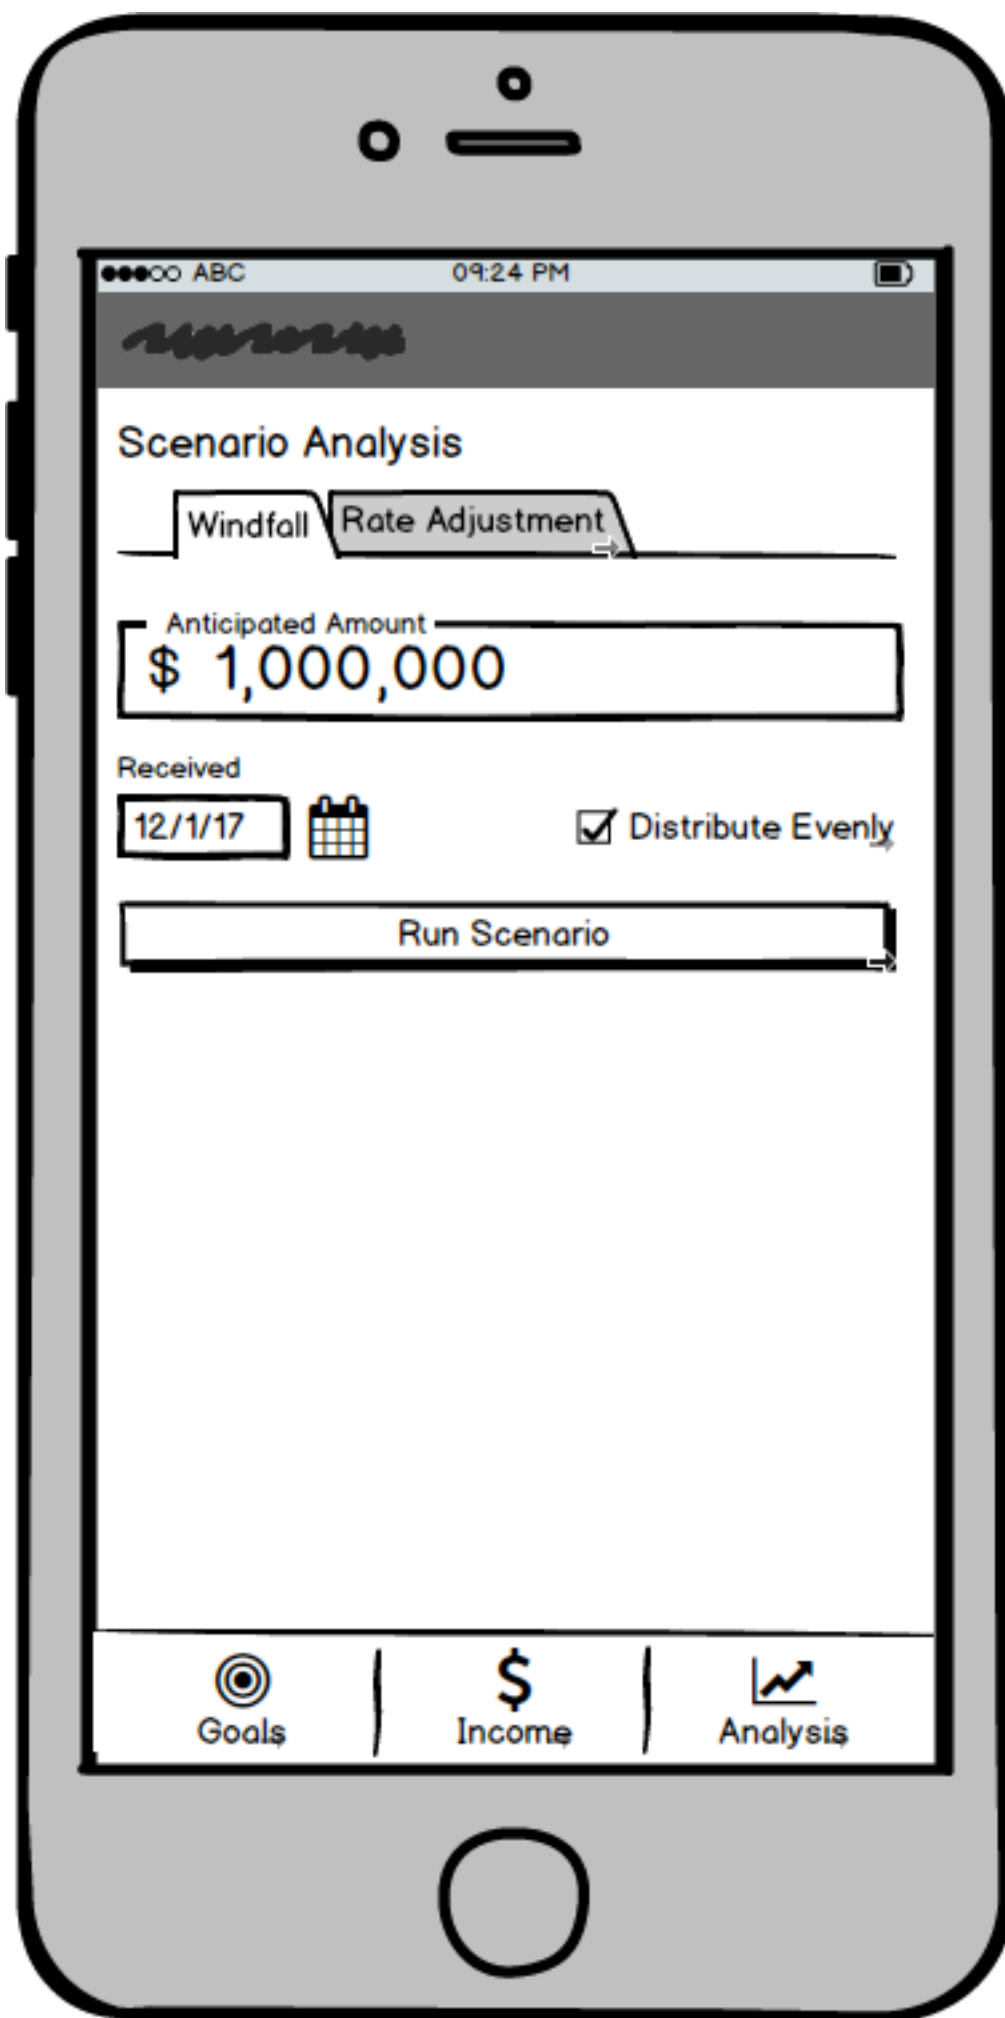 ABC 09:24 PM
Scenario Analysis
Windfall Rate Adjustment
Anticipated Amount
$ 1,000,000
Received
12/1/17 Distribute Evenly
Run Scenario
$
Goals Income Analysis